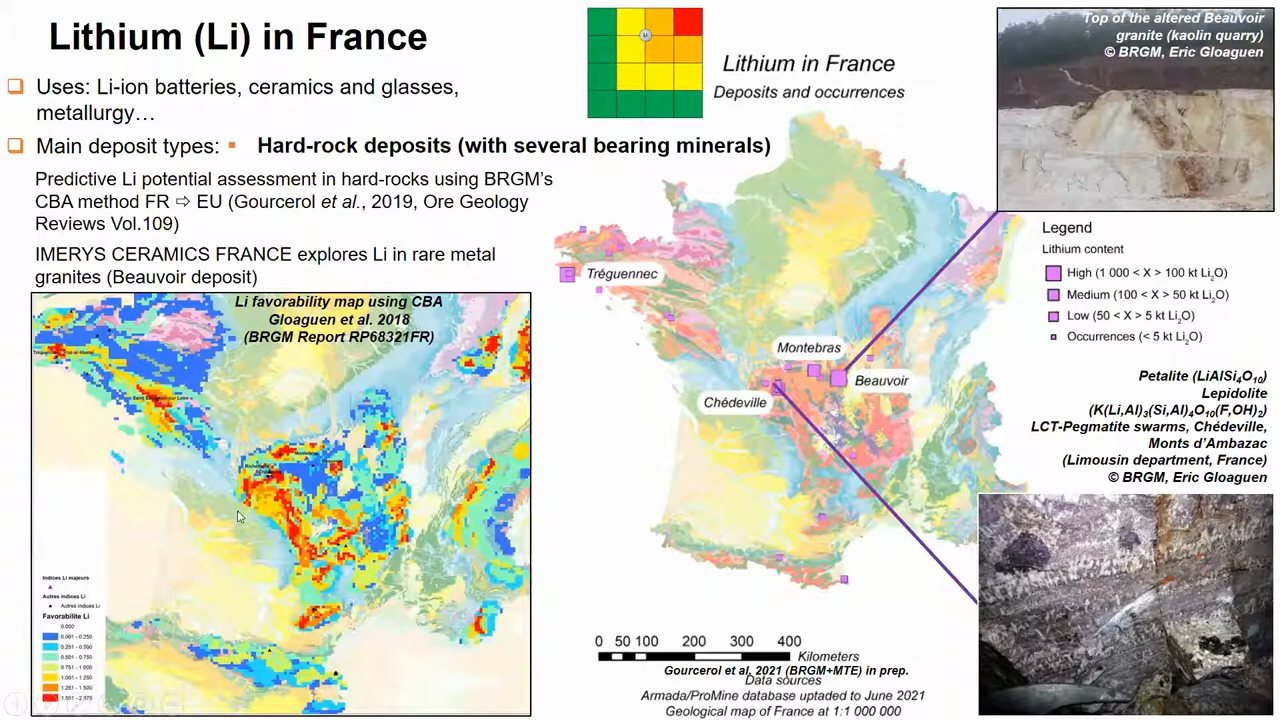 Lithium (Li) in France
Uses: Li-ion batteries, ceramics and glasses,
metallurgy…
Main deposit types:
Hard-rock deposits (with several bearing minerals)
Predictive Li potential assessment in hard-rocks using BRGM's
CBA method FR ⇨ EU (Gourcerol et al., 2019, Ore Geology
Reviews Vol.109)
IMERYS CERAMICS FRANCE explores Li in rare metal
granites (Beauvoir deposit)
Li favorability map using CBA
Gloaguen et al. 2018
(BRGM Report RP68321FR)
Montebras
Indices Li majeurs
Autres indices Li
Autres indices Li
Favorabilite Li
0.000
0.001 - 0.250
0.251 - 0.500
0.501 - 0.750
0.751 - 1.000
1.001 - 1.250
1.251 - 1.500
1.501 - 2.375
Li
Lithium in France
Deposits and occurrences
Tréguennec
Montebras
Beauvoir
Chédeville
0 50 100 200 300 400
Kilometers
Gourcerol et al, 2021 (BRGM+MTE) in prep.
Data sources
Armada/ProMine database uptaded to June 2021
Geological map of France at 1:1 000 000
Top of the altered Beauvoir
granite (kaolin quarry)
© BRGM, Eric Gloaguen
Legend
Lithium content
High (1 000 < X > 100 kt Li2O)
Medium (100 < X > 50 kt Li2O)
Low (50 < X > 5 kt Li2O)
Occurrences (< 5 kt Li2O)
Petalite (LiAlSi4O10)
Lepidolite
(K(Li,Al)3(Si,Al)4O10(F,OH)2)
LCT-Pegmatite swarms, Chédeville,
Monts d'Ambazac
(Limousin department, France)
© BRGM, Eric Gloaguen